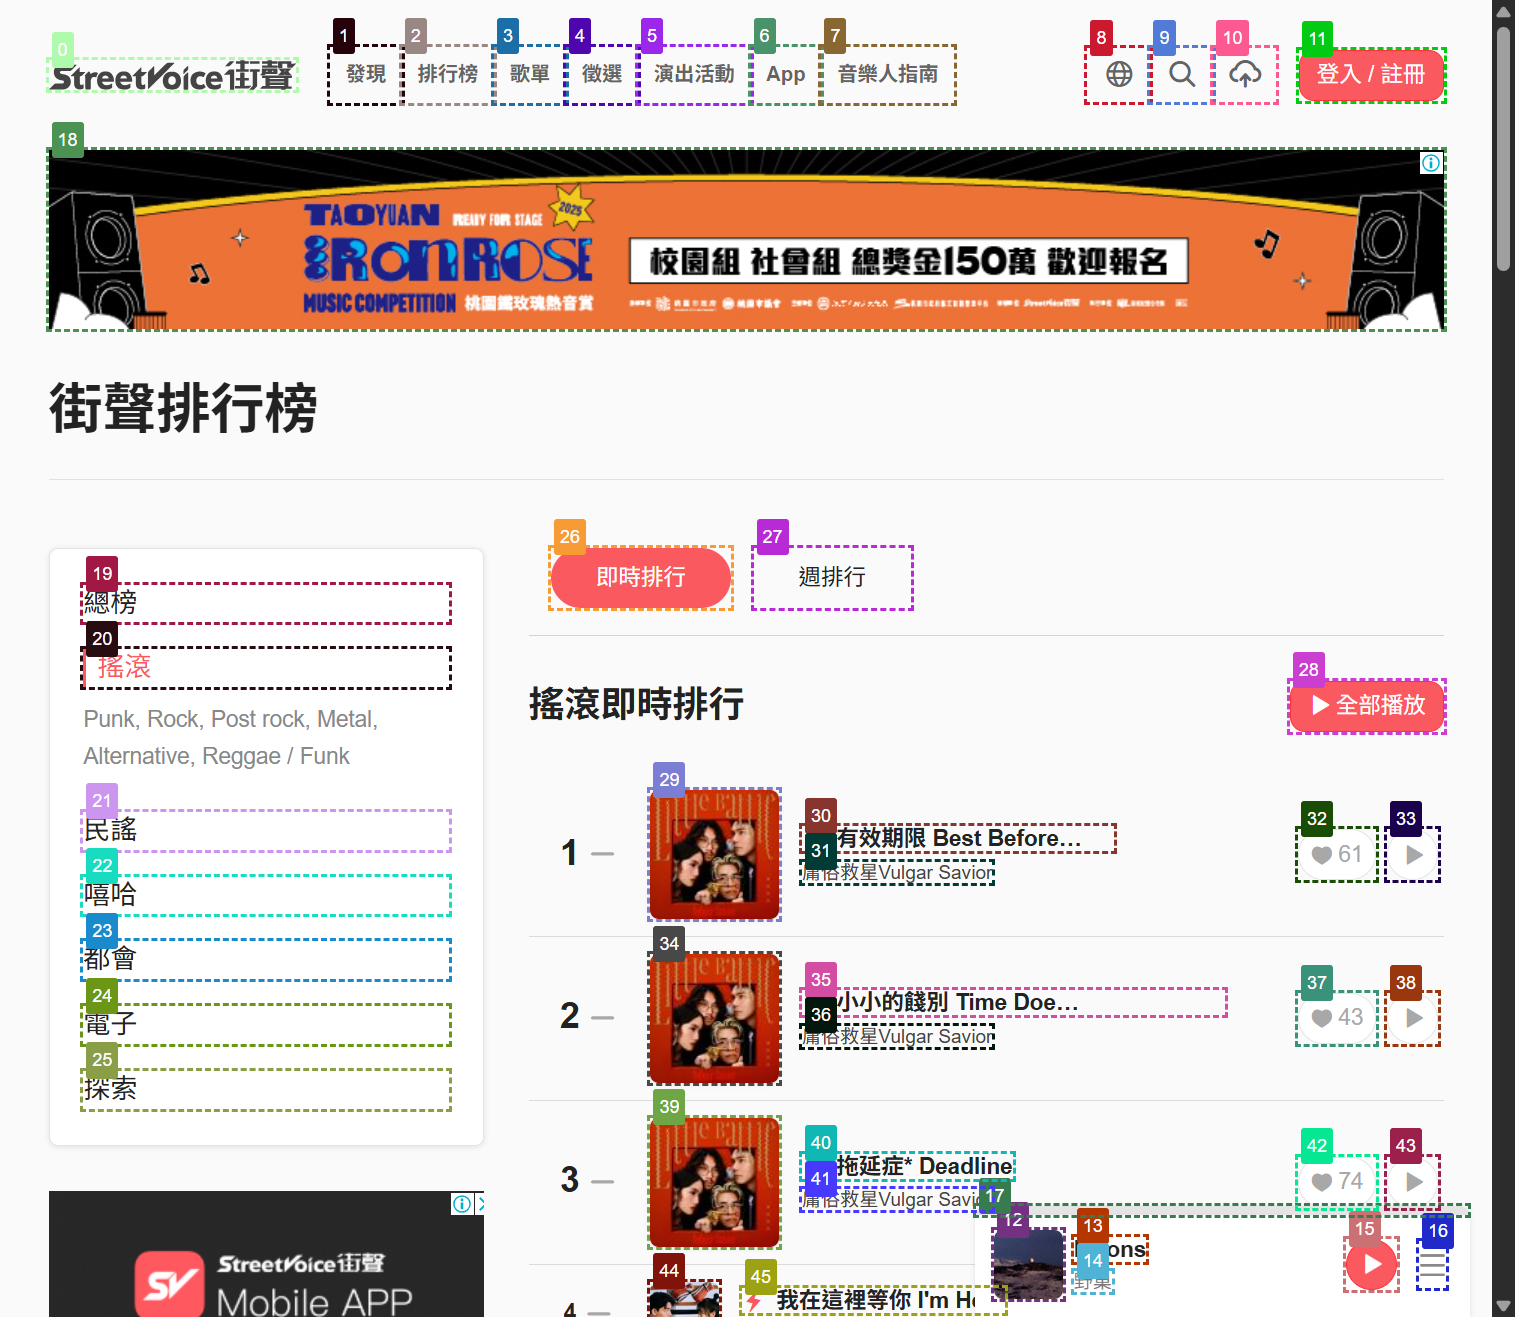 StreetVoice街聲
發現
排行榜
歌單
徵選
演出活動
App
音樂人指南
登入 / 註冊
TAOYUAN
READY FOR STAGE
2025
IRON ROSE
MUSIC COMPETITION 桃園鐵玫瑰熱音賞
校園組 社會組 總獎金150萬 歡迎報名
街聲排行榜
總榜
搖滾
Punk, Rock, Post rock, Metal,
Alternative, Reggae / Funk
民謠
嘻哈
都會
電子
探索
StreetVoice街聲
Mobile APP
即時排行
週排行
搖滾即時排行
全部播放
1
有效期限 Best Before…
庸俗救星Vulgar Savior
61
2
小小的餞別 Time Doe…
庸俗救星Vulgar Savior
43
3
拖延症* Deadline
庸俗救星Vulgar Savio
74
4
我在這裡等你 I'm He
ons
野菓
0
1
2
3
4
5
6
7
8
9
10
11
12
13
14
15
16
17
18
19
20
21
22
23
24
25
26
27
28
29
30
31
32
33
34
35
36
37
38
39
40
41
42
43
44
45